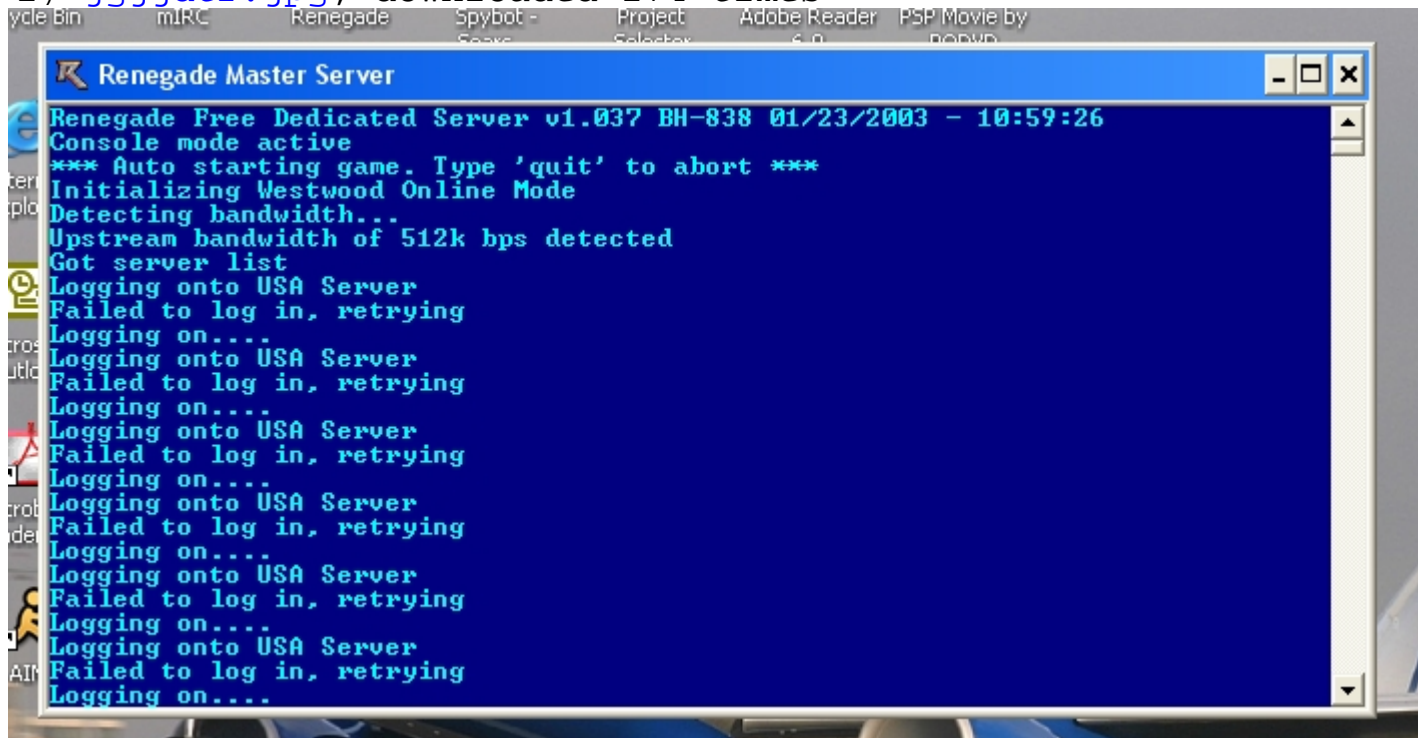 ycle Bin mIRC Renegade Spybot - Project Adobe Reader PSP Movie by
Renegade Master Server
Renegade Free Dedicated Server v1.037 BH-838 01/23/2003 - 10:59:26
Console mode active
*** Auto starting game. Type 'quit' to abort ***
Initializing Westwood Online Mode
Detecting bandwidth...
Upstream bandwidth of 512k bps detected
Got server list
Logging onto USA Server
Failed to log in, retrying
Logging on....
Logging onto USA Server
Failed to log in, retrying
Logging on....
Logging onto USA Server
Failed to log in, retrying
Logging on....
Logging onto USA Server
Failed to log in, retrying
Logging on....
Logging onto USA Server
Failed to log in, retrying
Logging on....
Logging onto USA Server
Failed to log in, retrying
Logging on....